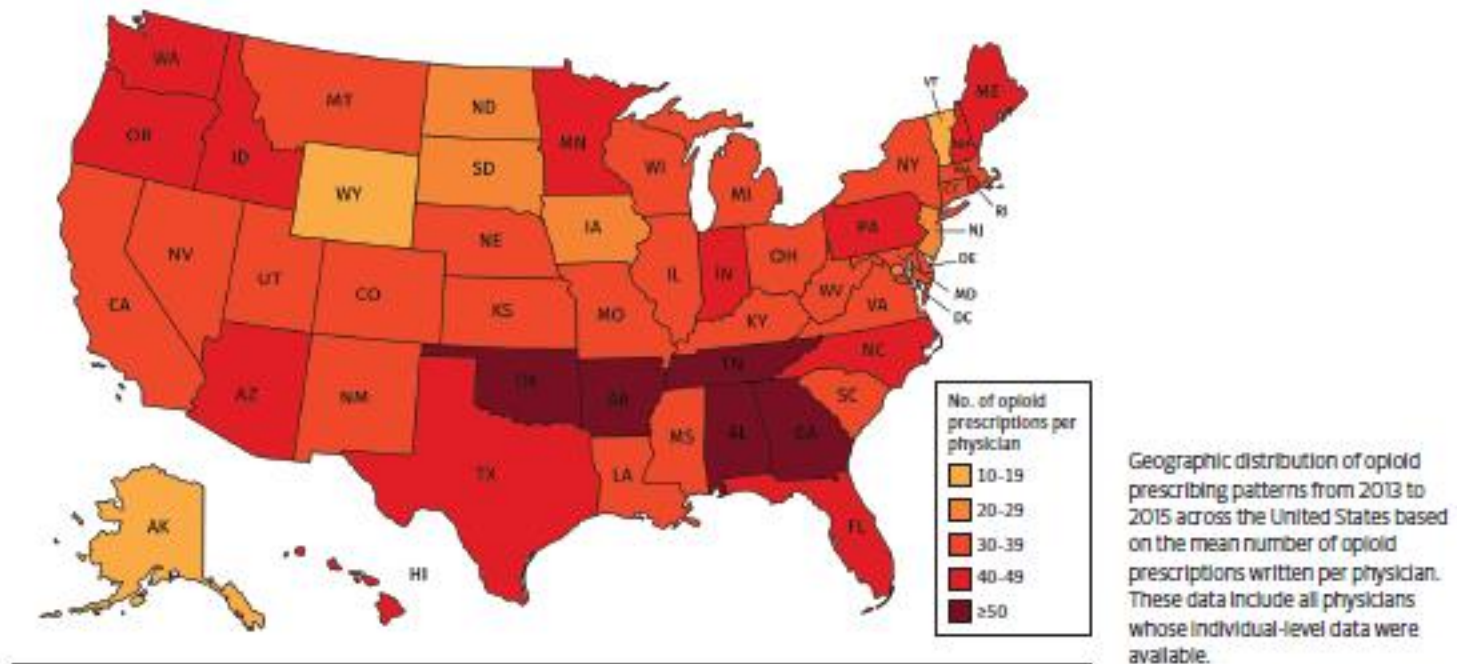 WA
MT
ND
MN
VT
ME
OR
ID
SD
WI
NY
NH
MA
WY
MI
CT
RI
IA
PA
NJ
NE
NV
IL
IN
OH
DE
UT
CO
WV
MD
CA
KS
MO
VA
DC
KY
NC
TN
OK
AZ
NM
AR
SC
MS
AL
GA
TX
LA
FL
AK
HI
No. of opioid
prescriptions per
physician
10-19
20-29
30-39
40-49
≥50
Geographic distribution of opioid
prescribing patterns from 2013 to
2015 across the United States based
on the mean number of opioid
prescriptions written per physician.
These data include all physicians
whose individual-level data were
available.